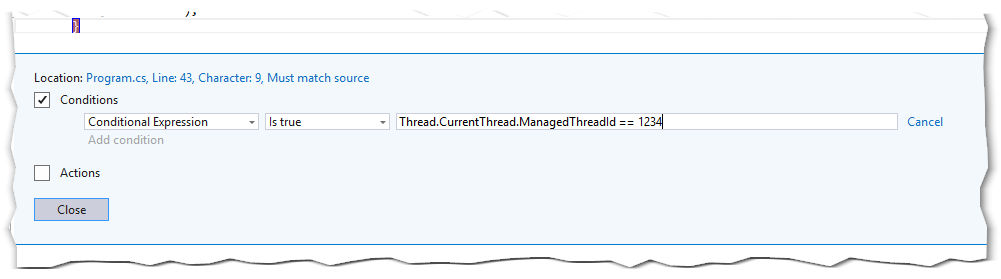 );
}
Location: Program.cs, Line: 43, Character: 9, Must match source
Conditions
Conditional Expression Is true Thread.CurrentThread.ManagedThreadId == 1234 Cancel
Add condition
Actions
Close